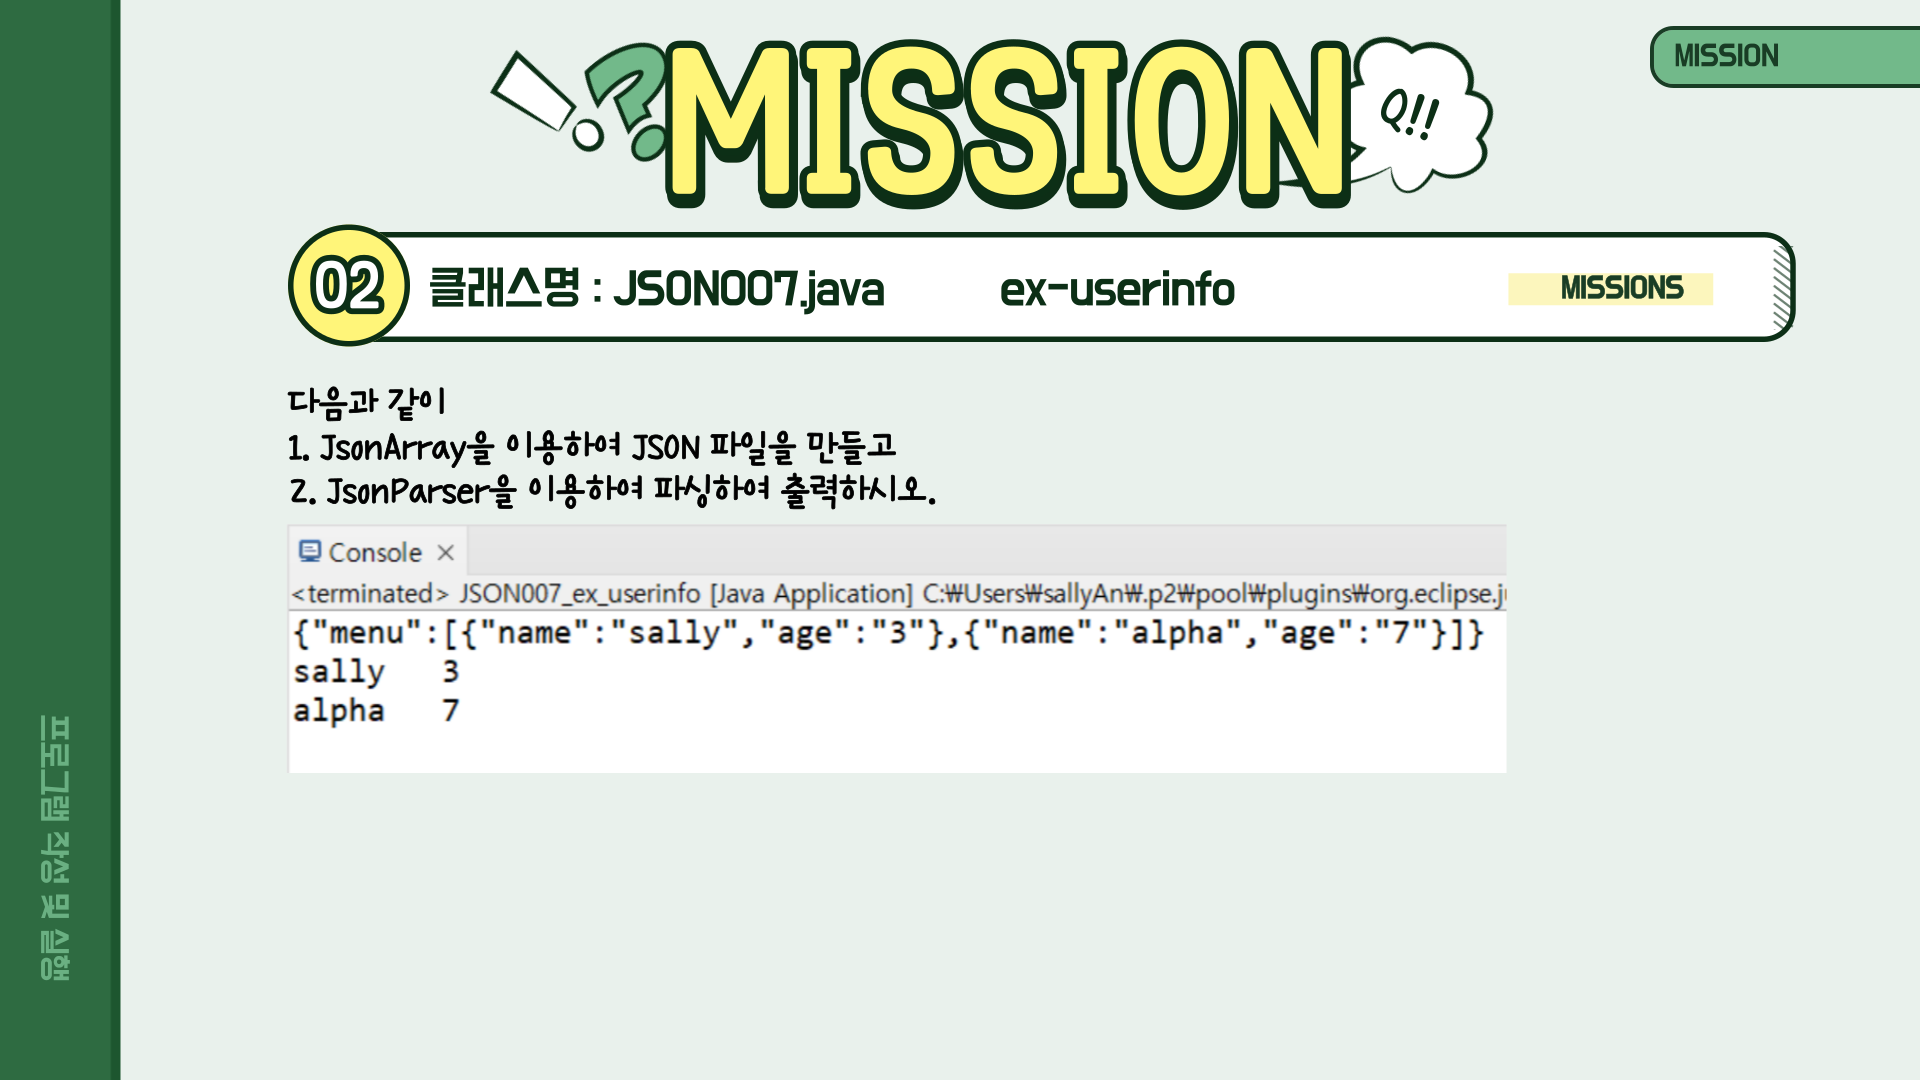 MISSION
Q!!
MISSION
02
클래스명 : JSON007.java ex-userinfo
MISSIONS
다음과 같이
1. JsonArray을 이용하여 JSON 파일을 만들고
2. JsonParser을 이용하여 파싱하여 출력하시오.
Console
<terminated> JSON007_ex_userinfo [Java Application] C:₩Users₩sallyAn₩.p2₩pool₩plugins₩org.eclipse.ju
{"menu":[{"name":"sally","age":"3"},{"name":"alpha","age":"7"}]}
sally 3
alpha 7
프로그램 작성 및 실행